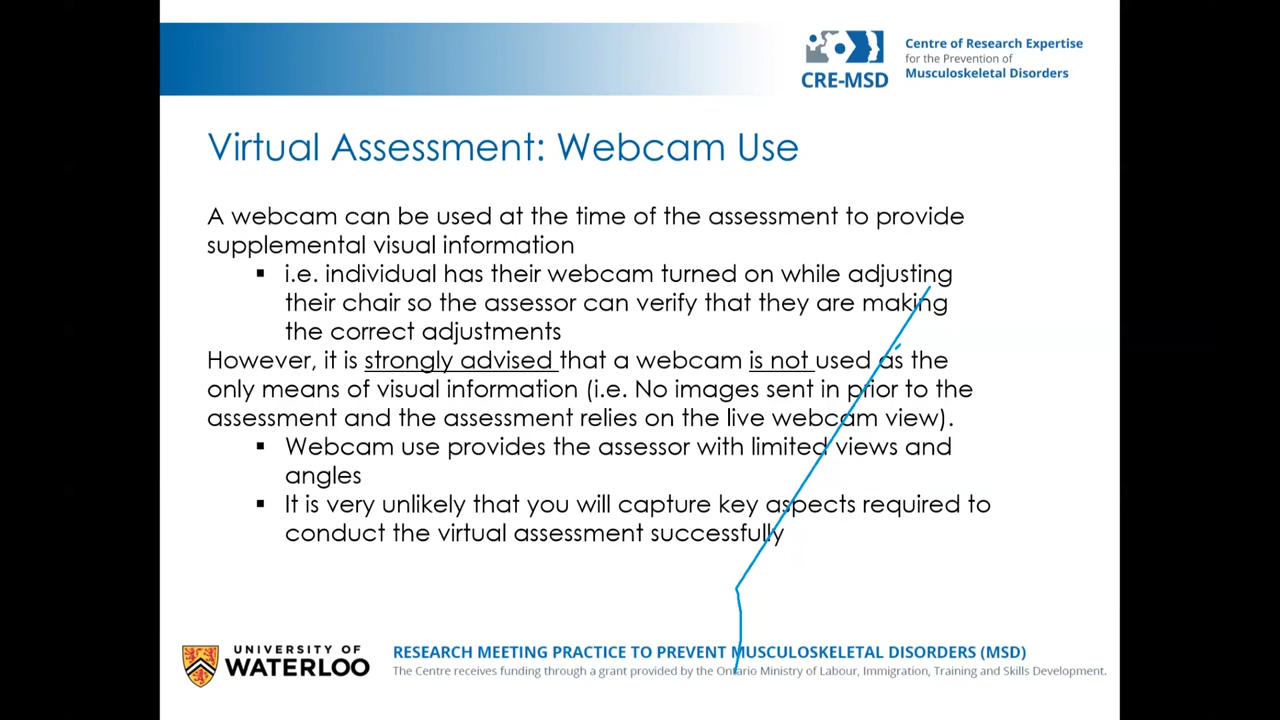 CRE-MSD
Centre of Research Expertise
for the Prevention of
Musculoskeletal Disorders
Virtual Assessment: Webcam Use
A webcam can be used at the time of the assessment to provide
supplemental visual information
▪ i.e. individual has their webcam turned on while adjusting
their chair so the assessor can verify that they are making
the correct adjustments
However, it is strongly advised that a webcam is not used as the
only means of visual information (i.e. No images sent in prior to the
assessment and the assessment relies on the live webcam view).
▪ Webcam use provides the assessor with limited views and
angles
▪ It is very unlikely that you will capture key aspects required to
conduct the virtual assessment successfully
UNIVERSITY OF
WATERLOO
RESEARCH MEETING PRACTICE TO PREVENT MUSCULOSKELETAL DISORDERS (MSD)
The Centre receives funding through a grant provided by the Ontario Ministry of Labour, Immigration, Training and Skills Development.